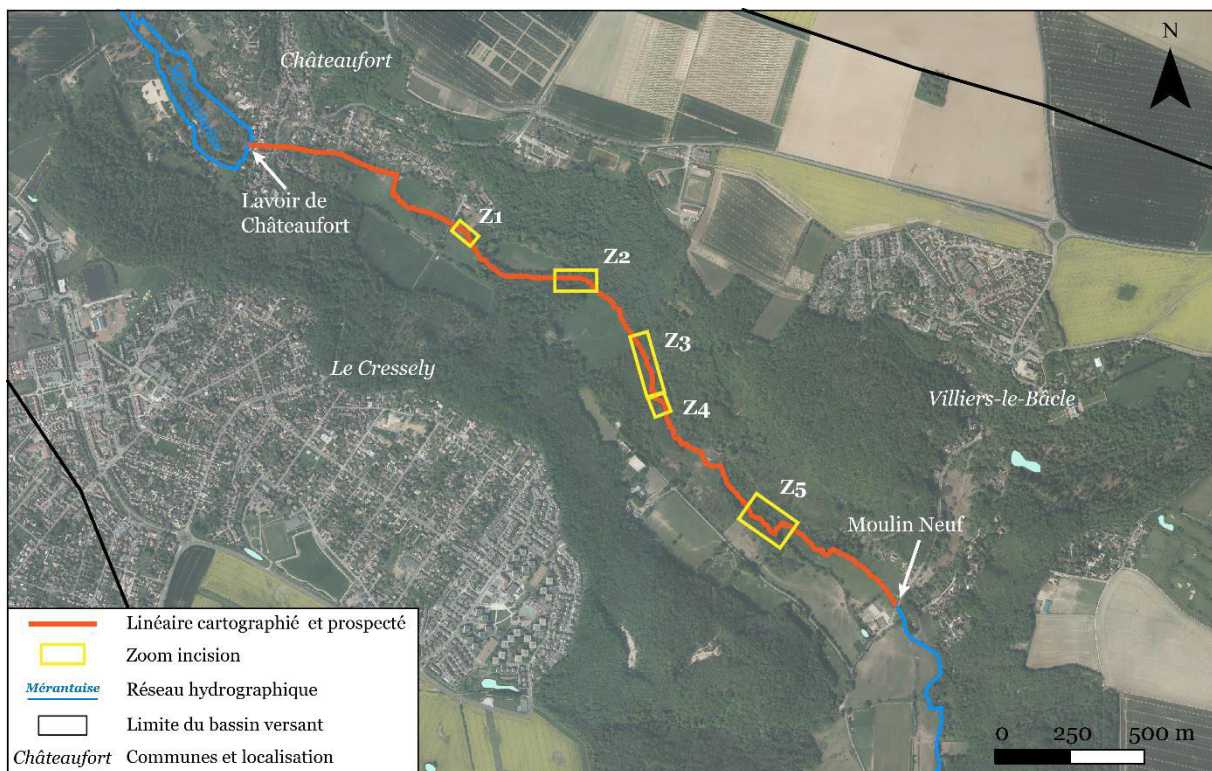 Châteaufort
N
Mérantaise
Lavoir de
Châteaufort
Z1
Z2
Z3
Le Cressely
Villiers-le-Bâcle
Z4
Z5
Moulin Neuf
Linéaire cartographié et prospecté
Zoom incision
Mérantaise
Réseau hydrographique
Limite du bassin versant
Châteaufort
Communes et localisation
0 250 500 m